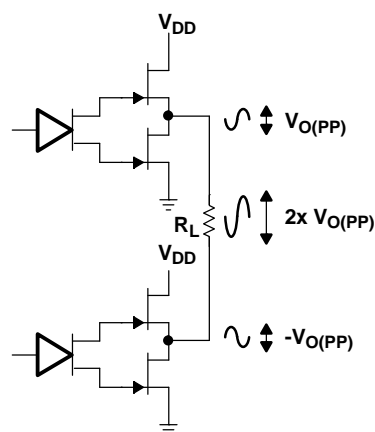 VDD
VO(PP)
RL
2x VO(PP)
VDD
-VO(PP)